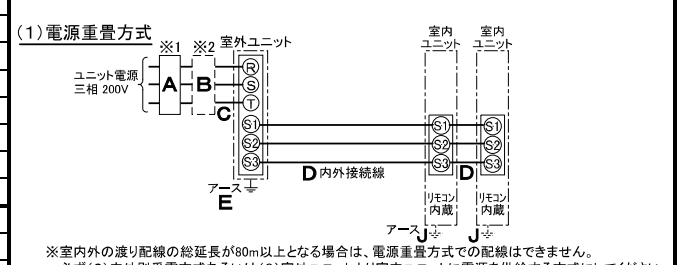 (1)電源重畳方式
※1
※2
室外ユニット
室内
ユニット
室内
ユニット
ユニット電源
三相 200V
A
B
C
R
S
T
S1
S2
S3
S1
S2
S3
S1
S2
S3
D 内外接続線
D
アース
E
リモコン
内蔵
リモコン
内蔵
アース J
J
※室内外の渡り配線の総延長が80m以上となる場合は、電源重畳方式での配線はできません。